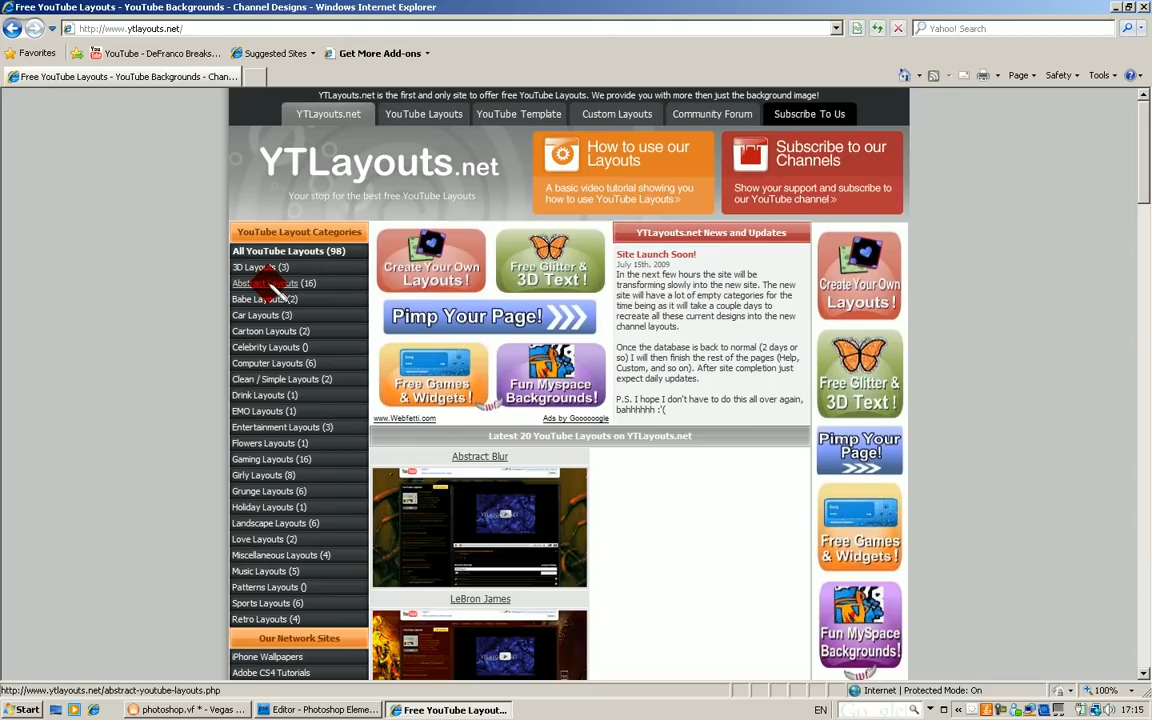 Free YouTube Layouts - YouTube Backgrounds - Channel Designs - Windows Internet Explorer
http://www.ytlayouts.net/
Yahoo! Search
Favorites
YouTube - DeFranco Breaks...
Suggested Sites
Get More Add-ons
Free YouTube Layouts - YouTube Backgrounds - Chan...
Page
Safety
Tools
YTLayouts.net is the first and only site to offer free YouTube Layouts. We provide you with more then just the background image!
YTLayouts.net
YouTube Layouts
YouTube Template
Custom Layouts
Community Forum
Subscribe To Us
YTLayouts.net
Your stop for the best free YouTube Layouts
How to use our
Layouts
A basic video tutorial showing you
how to use YouTube Layouts»
Subscribe to our
Channels
Show your support and subscribe to
our YouTube channel »
YouTube Layout Categories
All YouTube Layouts (98)
3D Layouts (3)
Abstract Layouts (16)
Babe Layouts (2)
Car Layouts (3)
Cartoon Layouts (2)
Celebrity Layouts ()
Computer Layouts (6)
Clean / Simple Layouts (2)
Drink Layouts (1)
EMO Layouts (1)
Entertainment Layouts (3)
Flowers Layouts (1)
Gaming Layouts (16)
Girly Layouts (8)
Grunge Layouts (6)
Holiday Layouts (1)
Landscape Layouts (6)
Love Layouts (2)
Miscellaneous Layouts (4)
Music Layouts (5)
Patterns Layouts ()
Sports Layouts (6)
Retro Layouts (4)
Our Network Sites
iPhone Wallpapers
Adobe CS4 Tutorials
Create Your Own
Layouts !
Free Glitter &
3D Text !
Pimp Your Page!
Free Games
& Widgets!
Fun Myspace
Backgrounds!
www.Webfetti.com
Ads by Goooooogle
YTLayouts.net News and Updates
Site Launch Soon!
July 15th, 2009
In the next few hours the site will be
transforming slowly into the new site. The new
site will have a lot of empty categories for the
time being as it will take a couple days to
recreate all these current designs into the new
channel layouts.
Once the database is back to normal (2 days or
so) I will then finish the rest of the pages (Help,
Custom, and so on). After site completion just
expect daily updates.
P.S. I hope I don't have to do this all over again,
bahhhhhh :'(
Latest 20 YouTube Layouts on YTLayouts.net
Abstract Blur
LeBron James
Create Your Own
Layouts !
Free Glitter &
3D Text !
Pimp Your
Page!
Free Games
& Widgets!
Fun MySpace
Backgrounds!
http://www.ytlayouts.net/abstract-youtube-layouts.php
Internet | Protected Mode: On
100%
Start
photoshop.vf * - Vegas ...
Editor - Photoshop Eleme...
Free YouTube Layout...
EN
17:15